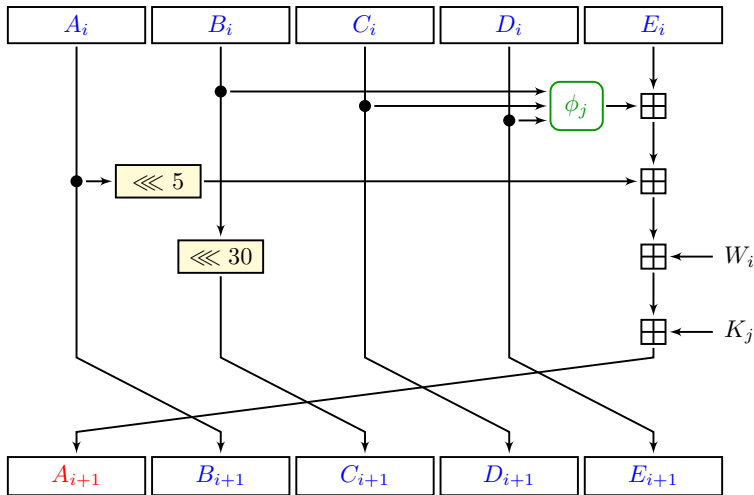 A_i B_i C_i D_i E_i
ϕ_j
⋘ 5
⋘ 30
W_i
K_j
A_{i+1} B_{i+1} C_{i+1} D_{i+1} E_{i+1}